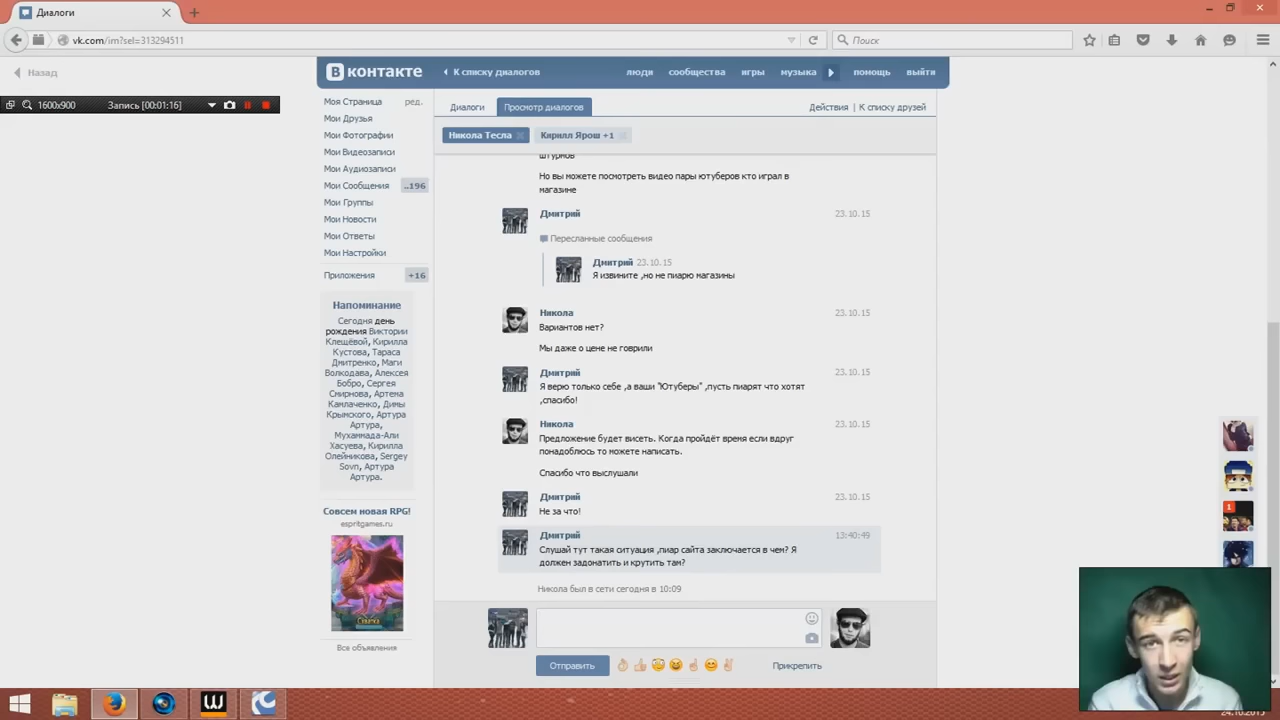 Диалоги
vk.com/im?sel=313294511
Поиск
Назад
1600x900
Запись [00:01:16]
В контакте
К списку диалогов
люди
сообщества
игры
музыка
помощь
выйти
Моя Страница
ред.
Мои Друзья
Мои Фотографии
Мои Видеозаписи
Мои Аудиозаписи
Мои Сообщения
..196
Мои Группы
Мои Новости
Мои Ответы
Мои Настройки
Приложения
+16
Напоминание
Сегодня день
рождения Виктории
Клещёвой, Кирилла
Кустова, Тараса
Дмитренко, Маги
Волкодава, Алексея
Бобро, Сергея
Смирнова, Артема
Камлаченко, Димы
Крымского, Артура
Артура,
Мухаммада-Али
Хасуева, Кирилла
Олейникова, Sergey
Sovn, Артура
Артура.
Совсем новая RPG!
espritgames.ru
Все объявления
Диалоги
Просмотр диалогов
Действия | К списку друзей
Никола Тесла
Кирилл Ярош +1
штурмов
Но вы можете посмотреть видео пары ютуберов кто играл в
магазине
Дмитрий
23.10.15
Пересланные сообщения
Дмитрий 23.10.15
Я извините ,но не пиарю магазины
Никола
23.10.15
Вариантов нет?
Мы даже о цене не говрили
Дмитрий
23.10.15
Я верю только себе ,а ваши "Ютуберы" ,пусть пиарят что хотят
,спасибо!
Никола
23.10.15
Предложение будет висеть. Когда пройдёт время если вдруг
понадоблюсь то можете написать.
Спасибо что выслушали
Дмитрий
23.10.15
Не за что!
Дмитрий
13:40:49
Слушай тут такая ситуация ,пиар сайта заключается в чем? Я
должен задонатить и крутить там?
Никола был в сети сегодня в 10:09
Отправить
Прикрепить
1
W
24.10.2015